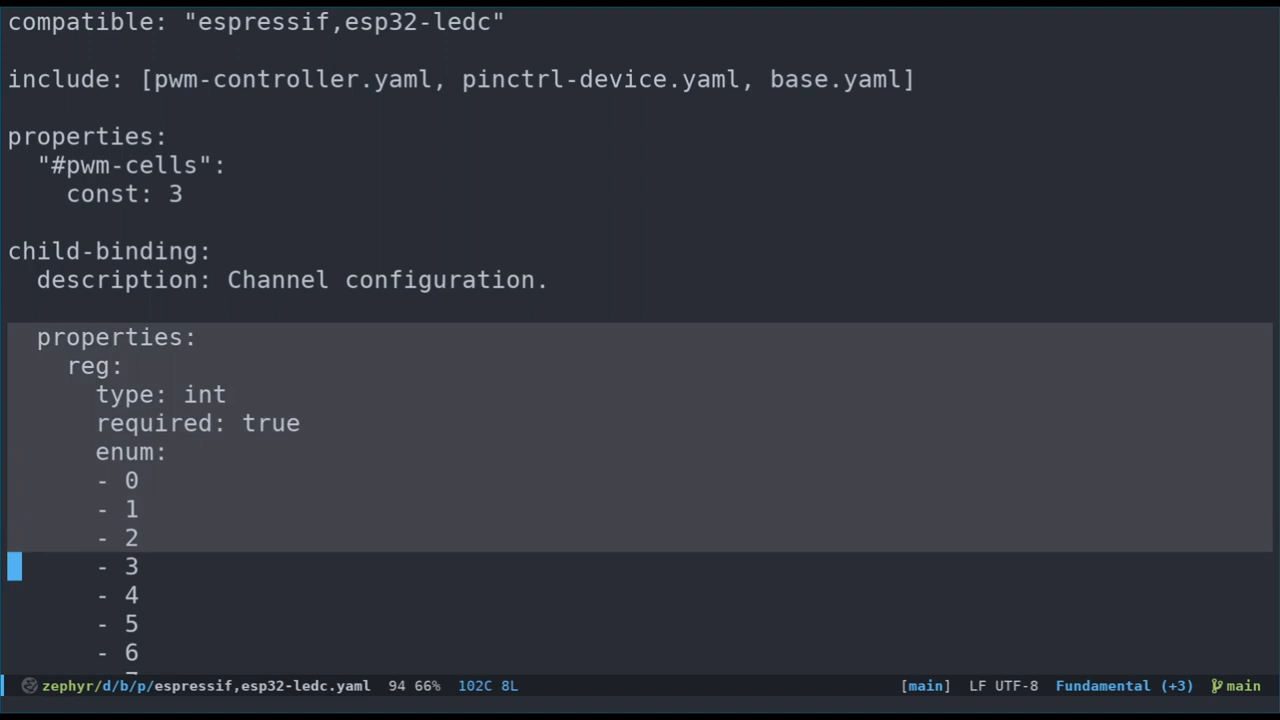 compatible: "espressif,esp32-ledc"
include: [pwm-controller.yaml, pinctrl-device.yaml, base.yaml]
properties:
"#pwm-cells":
const: 3
child-binding:
description: Channel configuration.
properties:
reg:
type: int
required: true
enum:
- 0
- 1
- 2
- 3
- 4
- 5
- 6
zephyr/d/b/p/espressif,esp32-ledc.yaml 94 66% 102C 8L [main] LF UTF-8 Fundamental (+3) main